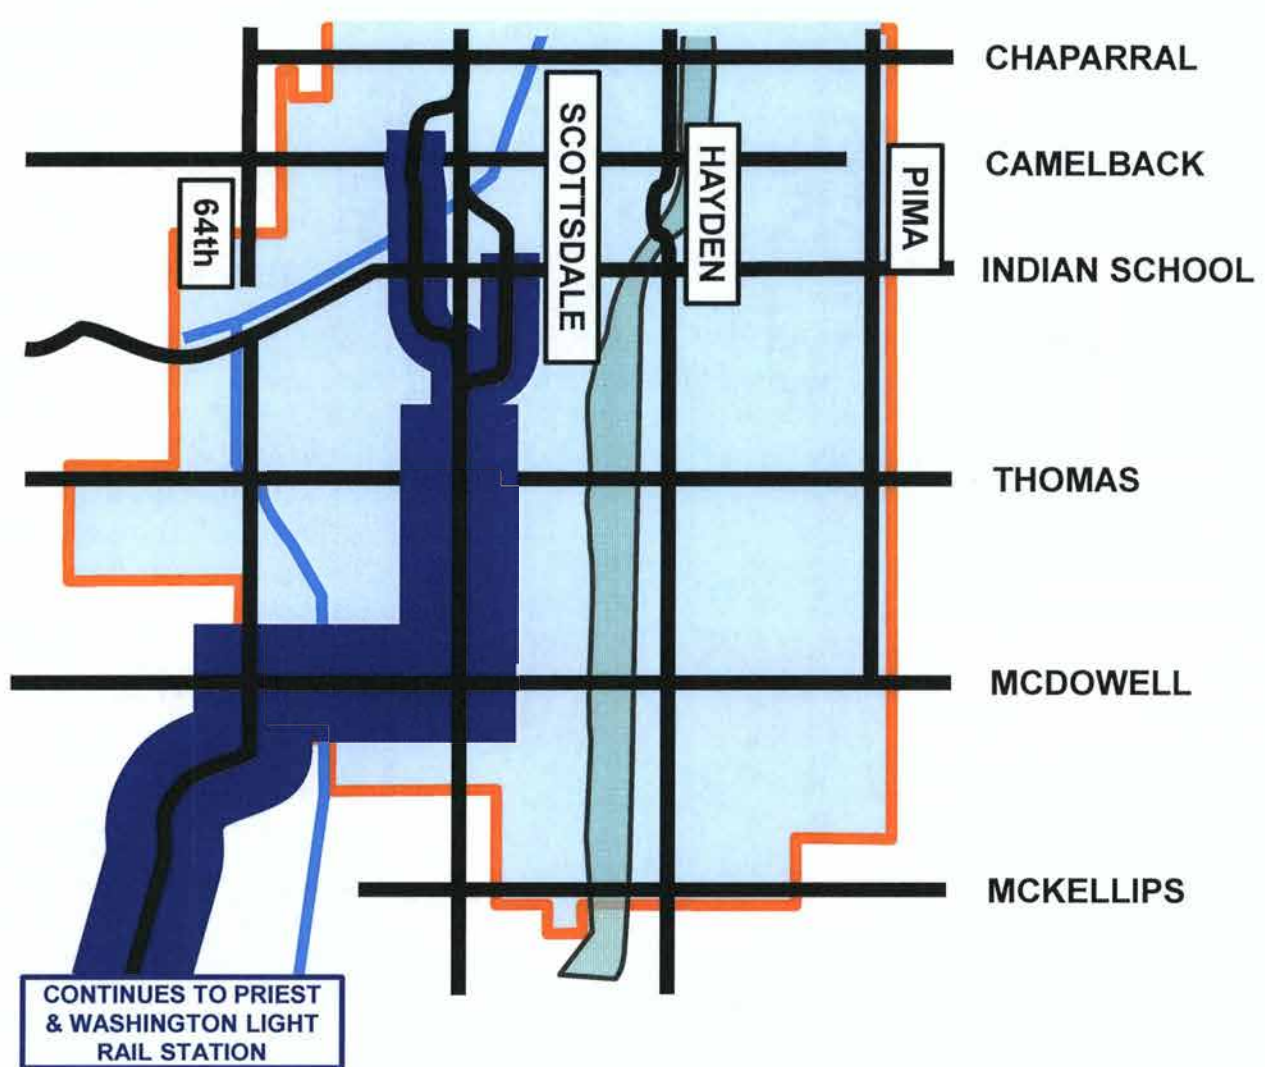 CHAPARRAL
CAMELBACK
64th
SCOTTSDALE
HAYDEN
PIMA
INDIAN SCHOOL
THOMAS
MCDOWELL
MCKELLIPS
CONTINUES TO PRIEST
& WASHINGTON LIGHT
RAIL STATION